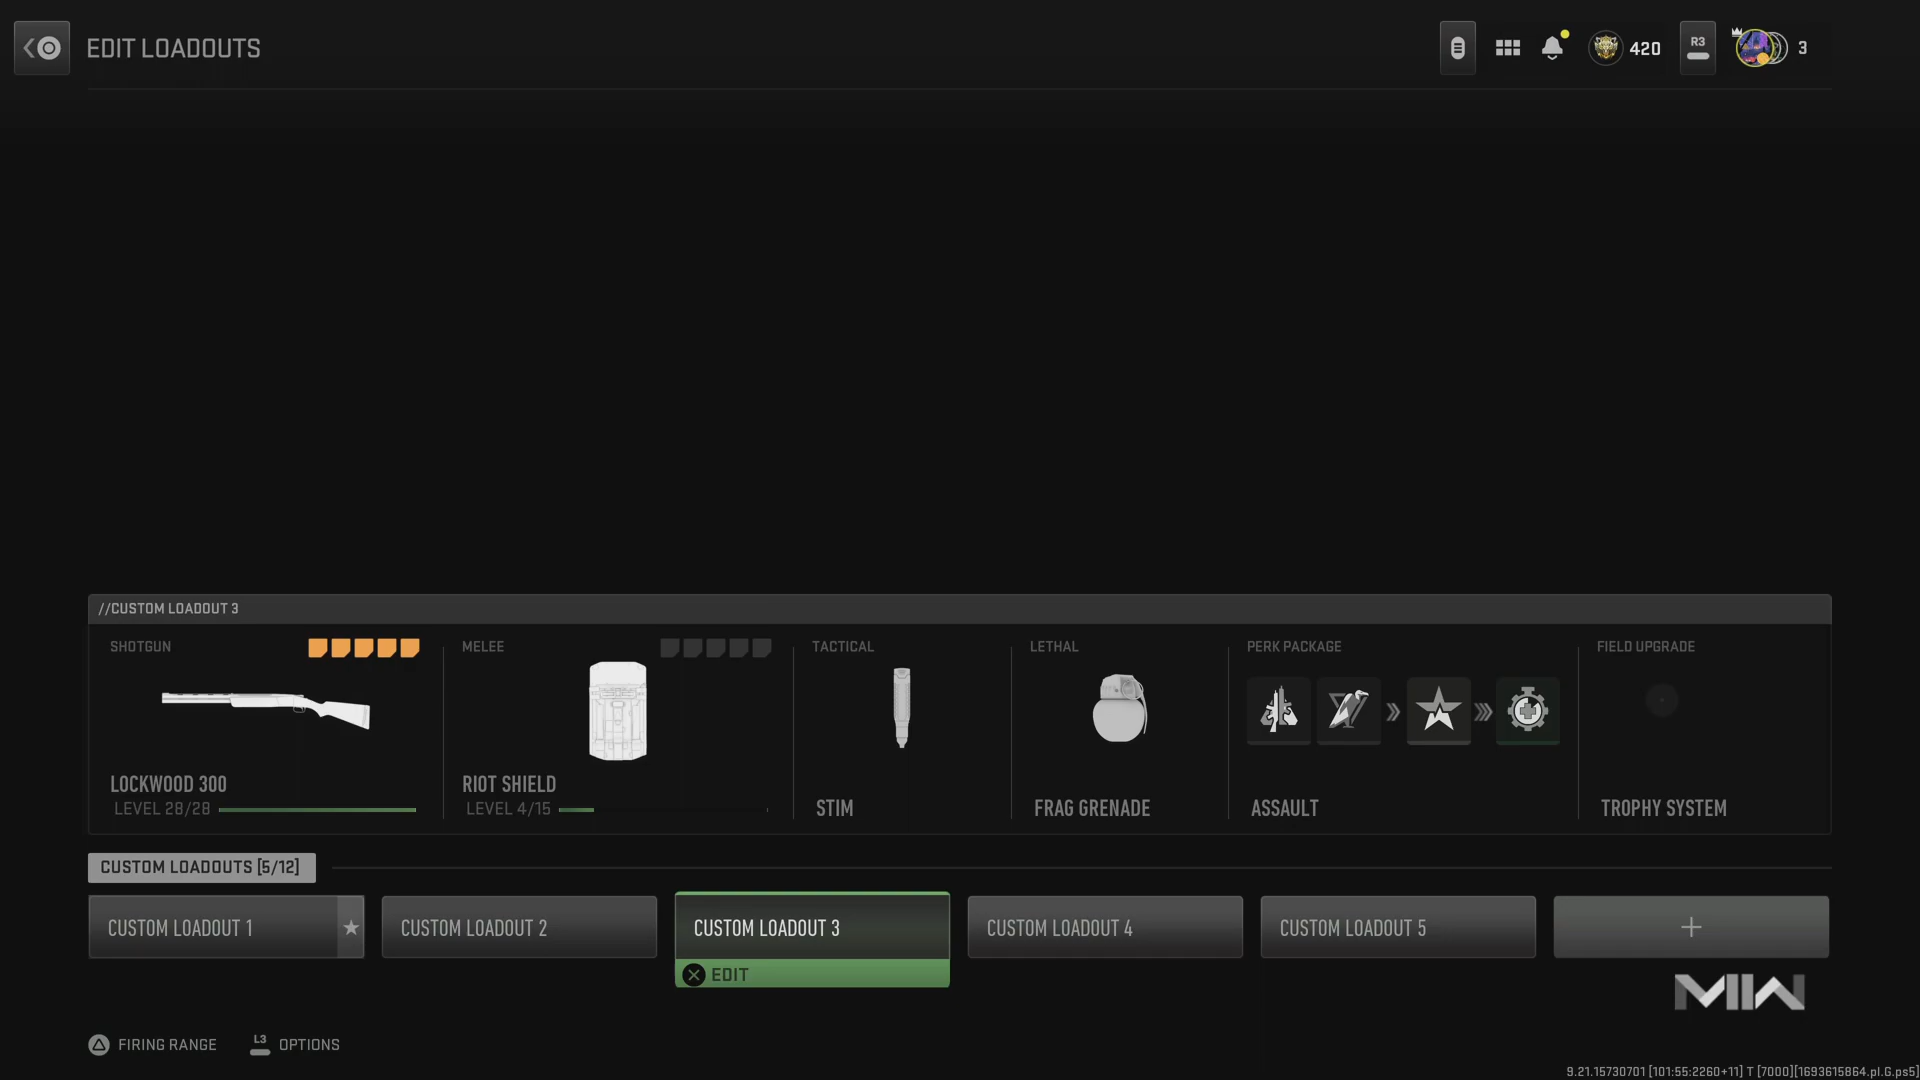 EDIT LOADOUTS
420
R3
3
//CUSTOM LOADOUT 3
SHOTGUN
MELEE
TACTICAL
LETHAL
PERK PACKAGE
FIELD UPGRADE
LOCKWOOD 300
LEVEL 28/28
RIOT SHIELD
LEVEL 4/15
STIM
FRAG GRENADE
ASSAULT
TROPHY SYSTEM
CUSTOM LOADOUTS [5/12]
CUSTOM LOADOUT 1
CUSTOM LOADOUT 2
CUSTOM LOADOUT 3
CUSTOM LOADOUT 4
CUSTOM LOADOUT 5
+
EDIT
MW
FIRING RANGE
L3
OPTIONS
9.21.15730701 [101:55:2260+11] T [7000][1693615864.pl.G.ps5]